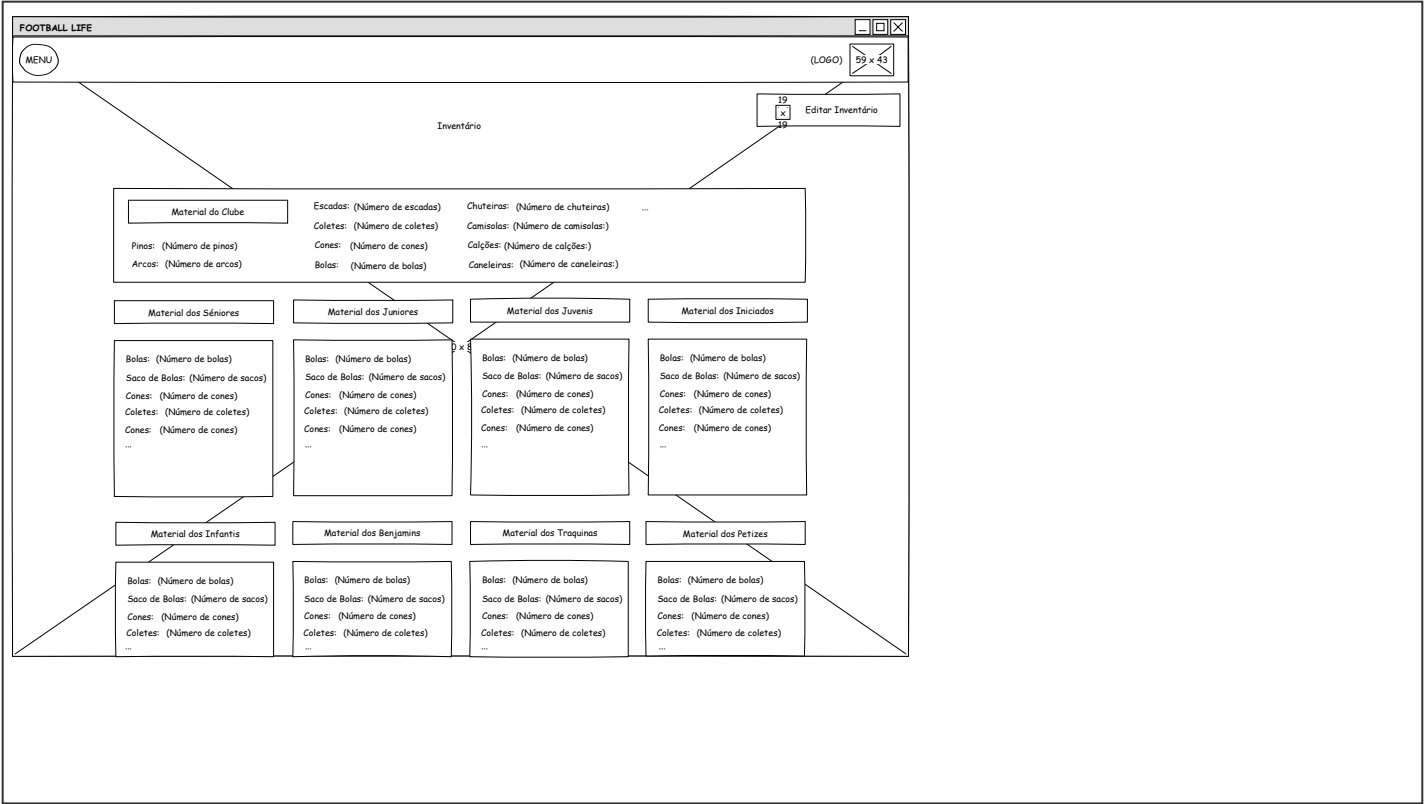 FOOTBALL LIFE
MENU
(LOGO) 59 x 43
19
x
19
Editar Inventário
Inventário
Material do Clube
Pinos: (Número de pinos)
Arcos: (Número de arcos)
Escadas: (Número de escadas)
Coletes: (Número de coletes)
Cones: (Número de cones)
Bolas: (Número de bolas)
Chuteiras: (Número de chuteiras)
Camisolas: (Número de camisolas:)
Calções: (Número de calções:)
Caneleiras: (Número de caneleiras:)
...
Material dos Séniores
Bolas: (Número de bolas)
Saco de Bolas: (Número de sacos)
Cones: (Número de cones)
Coletes: (Número de coletes)
Cones: (Número de cones)
...
Material dos Juniores
Bolas: (Número de bolas)
Saco de Bolas: (Número de sacos)
Cones: (Número de cones)
Coletes: (Número de coletes)
Cones: (Número de cones)
...
Material dos Juvenis
Bolas: (Número de bolas)
Saco de Bolas: (Número de sacos)
Cones: (Número de cones)
Coletes: (Número de coletes)
Cones: (Número de cones)
...
Material dos Iniciados
Bolas: (Número de bolas)
Saco de Bolas: (Número de sacos)
Cones: (Número de cones)
Coletes: (Número de coletes)
Cones: (Número de cones)
...
Material dos Infantis
Bolas: (Número de bolas)
Saco de Bolas: (Número de sacos)
Cones: (Número de cones)
Coletes: (Número de coletes)
...
Material dos Benjamins
Bolas: (Número de bolas)
Saco de Bolas: (Número de sacos)
Cones: (Número de cones)
Coletes: (Número de coletes)
...
Material dos Traquinas
Bolas: (Número de bolas)
Saco de Bolas: (Número de sacos)
Cones: (Número de cones)
Coletes: (Número de coletes)
...
Material dos Petizes
Bolas: (Número de bolas)
Saco de Bolas: (Número de sacos)
Cones: (Número de cones)
Coletes: (Número de coletes)
...